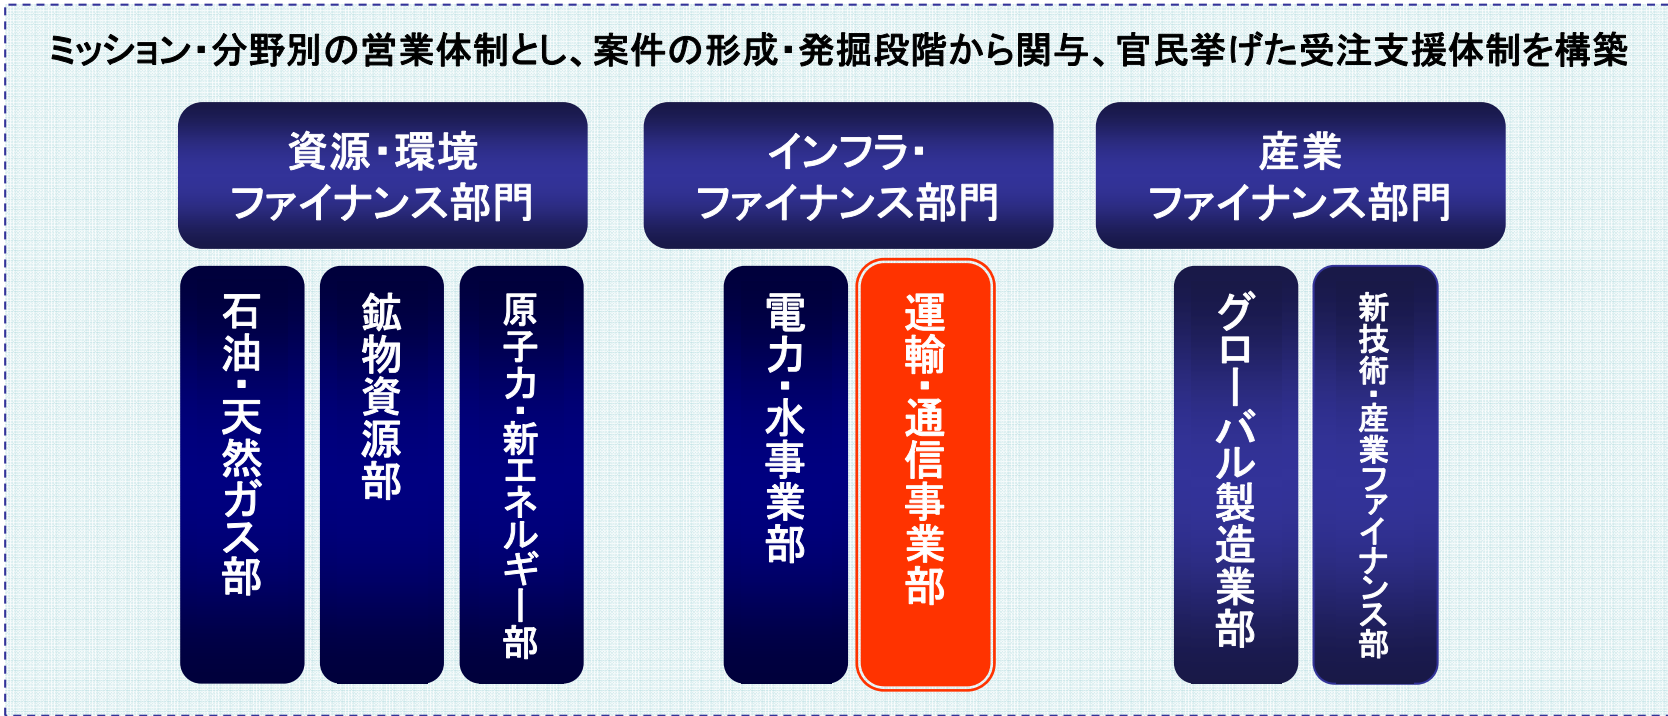 ミッション・分野別の営業体制とし、案件の形成・発掘段階から関与、官民挙げた受注支援体制を構築
資源・環境
ファイナンス部門
石油・天然ガス部
鉱物資源部
原子力・新エネルギー部
インフラ・
ファイナンス部門
電力・水事業部
運輸・通信事業部
産業
ファイナンス部門
グローバル製造業部
新技術・産業ファイナンス部